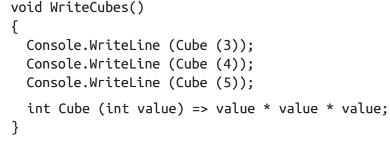 void WriteCubes()
{
  Console.WriteLine (Cube (3));
  Console.WriteLine (Cube (4));
  Console.WriteLine (Cube (5));
  int Cube (int value) => value * value * value;
}